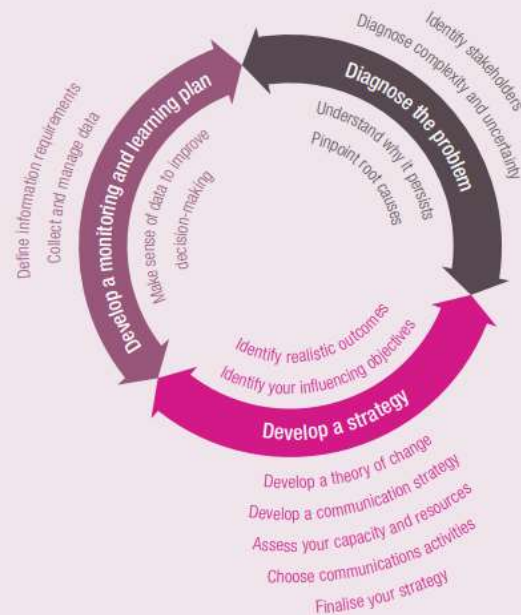 Diagnose the problem
Identify stakeholders
Diagnose complexity and uncertainty
Understand why it persists
Pinpoint root causes
Develop a strategy
Identify realistic outcomes
Identify your influencing objectives
Develop a theory of change
Develop a communication strategy
Assess your capacity and resources
Choose communications activities
Finalise your strategy
Develop a monitoring and learning plan
Define information requirements
Collect and manage data
Make sense of data to improve
decision-making